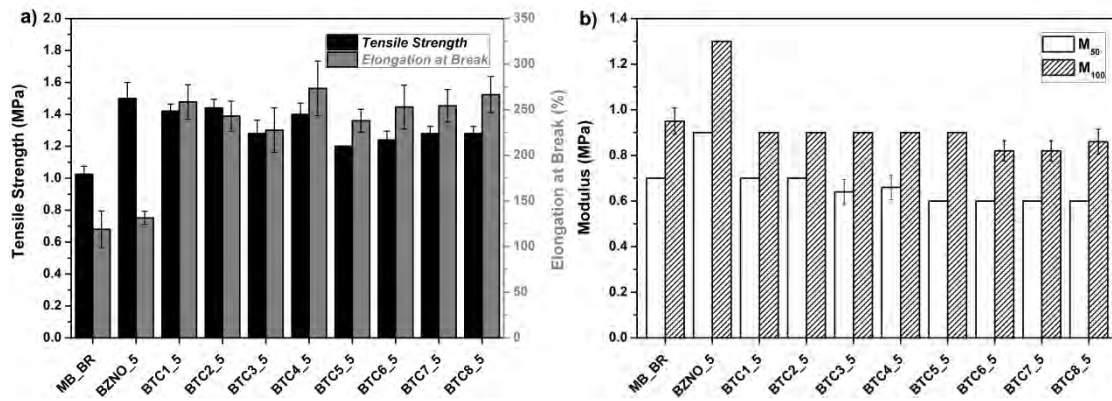 a)
Tensile Strength
Elongation at Break
Tensile Strength (MPa)
2.0
1.8
1.6
1.4
1.2
1.0
0.8
0.6
0.4
0.2
0.0
350
300
250
200
150
100
50
0
Elongation at Break (%)
MB_BR
BZNO_5
BTC1_5
BTC2_5
BTC3_5
BTC4_5
BTC5_5
BTC6_5
BTC7_5
BTC8_5
b)
M50
M100
Modulus (MPa)
1.4
1.2
1.0
0.8
0.6
0.4
0.2
0.0
MB_BR
BZNO_5
BTC1_5
BTC2_5
BTC3_5
BTC4_5
BTC5_5
BTC6_5
BTC7_5
BTC8_5